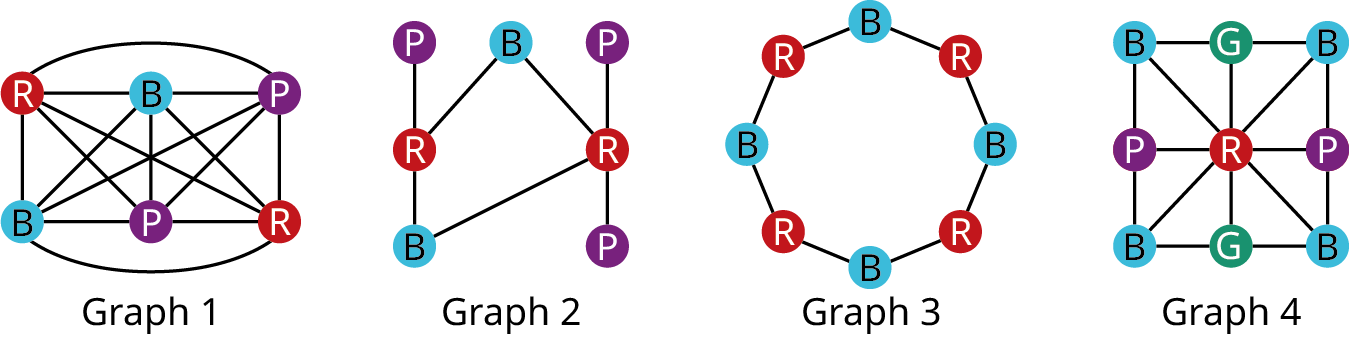 R B P
B P R
Graph 1
P B P
R R
B P
Graph 2
B
R R
B B
R R
B
Graph 3
B G B
P R P
B G B
Graph 4